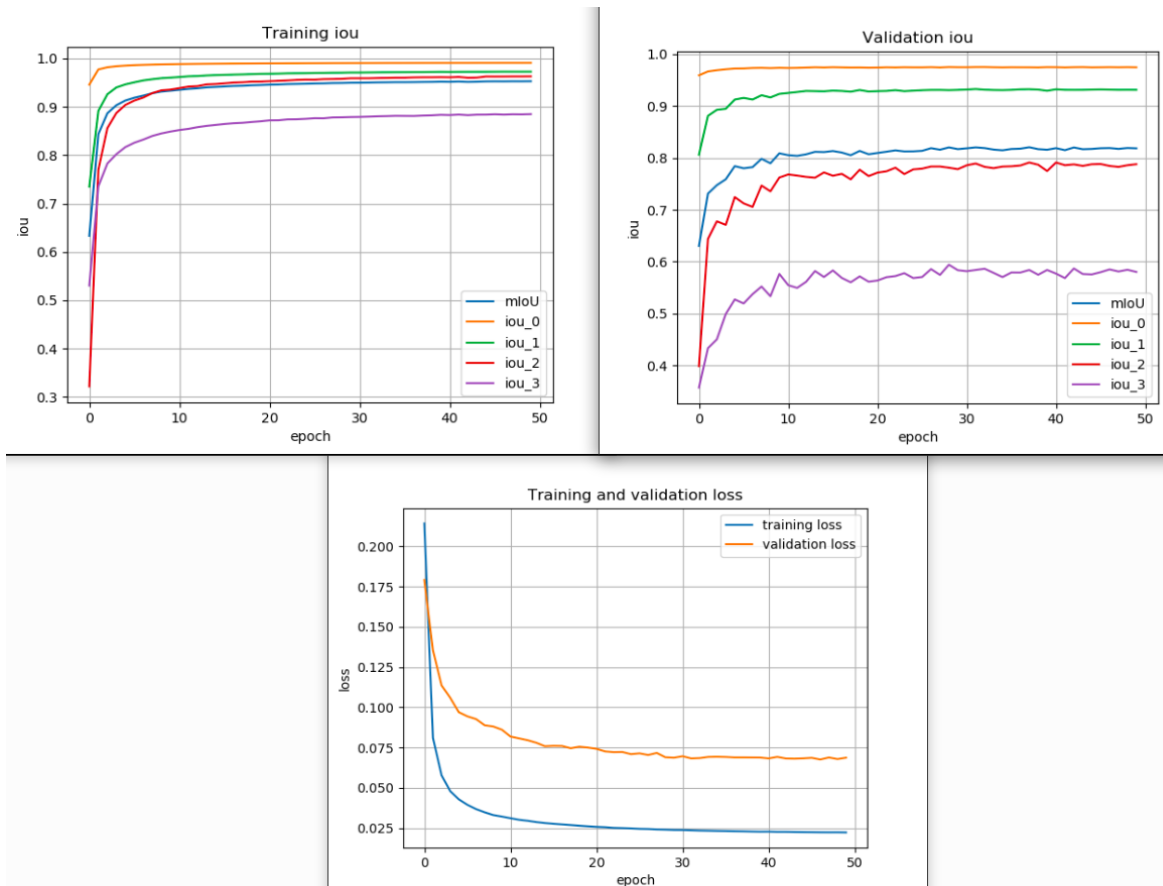 Training iou
1.0
0.9
0.8
0.7
0.6
0.5
0.4
0.3
iou
0 10 20 30 40 50
epoch
mIoU
iou_0
iou_1
iou_2
iou_3
Validation iou
1.0
0.9
0.8
0.7
0.6
0.5
0.4
iou
0 10 20 30 40 50
epoch
mIoU
iou_0
iou_1
iou_2
iou_3
Training and validation loss
0.200
0.175
0.150
0.125
0.100
0.075
0.050
0.025
loss
0 10 20 30 40 50
epoch
training loss
validation loss